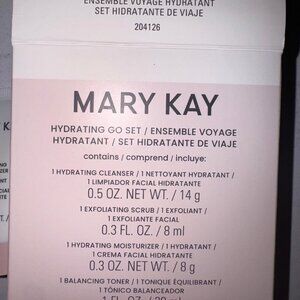 ENSEMBLE VOYAGE HYDRATANT
SET HIDRATANTE DE VIAJE
204126
MARY KAY
HYDRATING GO SET / ENSEMBLE VOYAGE
HYDRATANT / SET HIDRATANTE DE VIAJE
contains / comprend / incluye:
1 HYDRATING CLEANSER / 1 NETTOYANT HYDRATANT /
1 LIMPIADOR FACIAL HIDRATANTE
0.5 OZ. NET WT. / 14 g
1 EXFOLIATING SCRUB / 1 EXFOLIANT /
1 EXFOLIANTE FACIAL
0.3 FL. OZ. / 8 ml
1 HYDRATING MOISTURIZER / 1 HYDRATANT /
1 CREMA FACIAL HIDRATANTE
0.3 OZ. NET WT. / 8 g
1 BALANCING TONER / 1 TONIQUE ÉQUILIBRANT /
1 TÓNICO BALANCEADOR